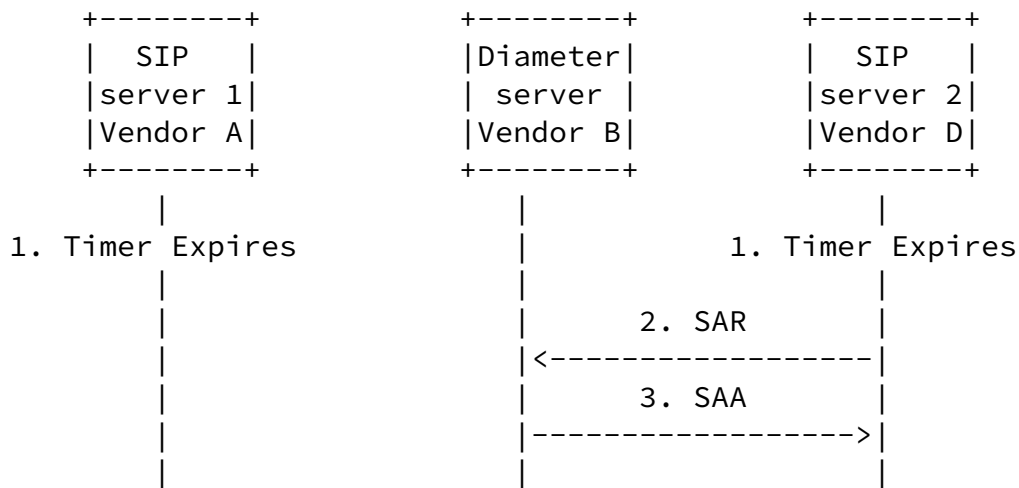 SIP Diameter SIP
server 1 server server 2
Vendor A Vendor B Vendor D
1. Timer Expires 1. Timer Expires
2. SAR
3. SAA